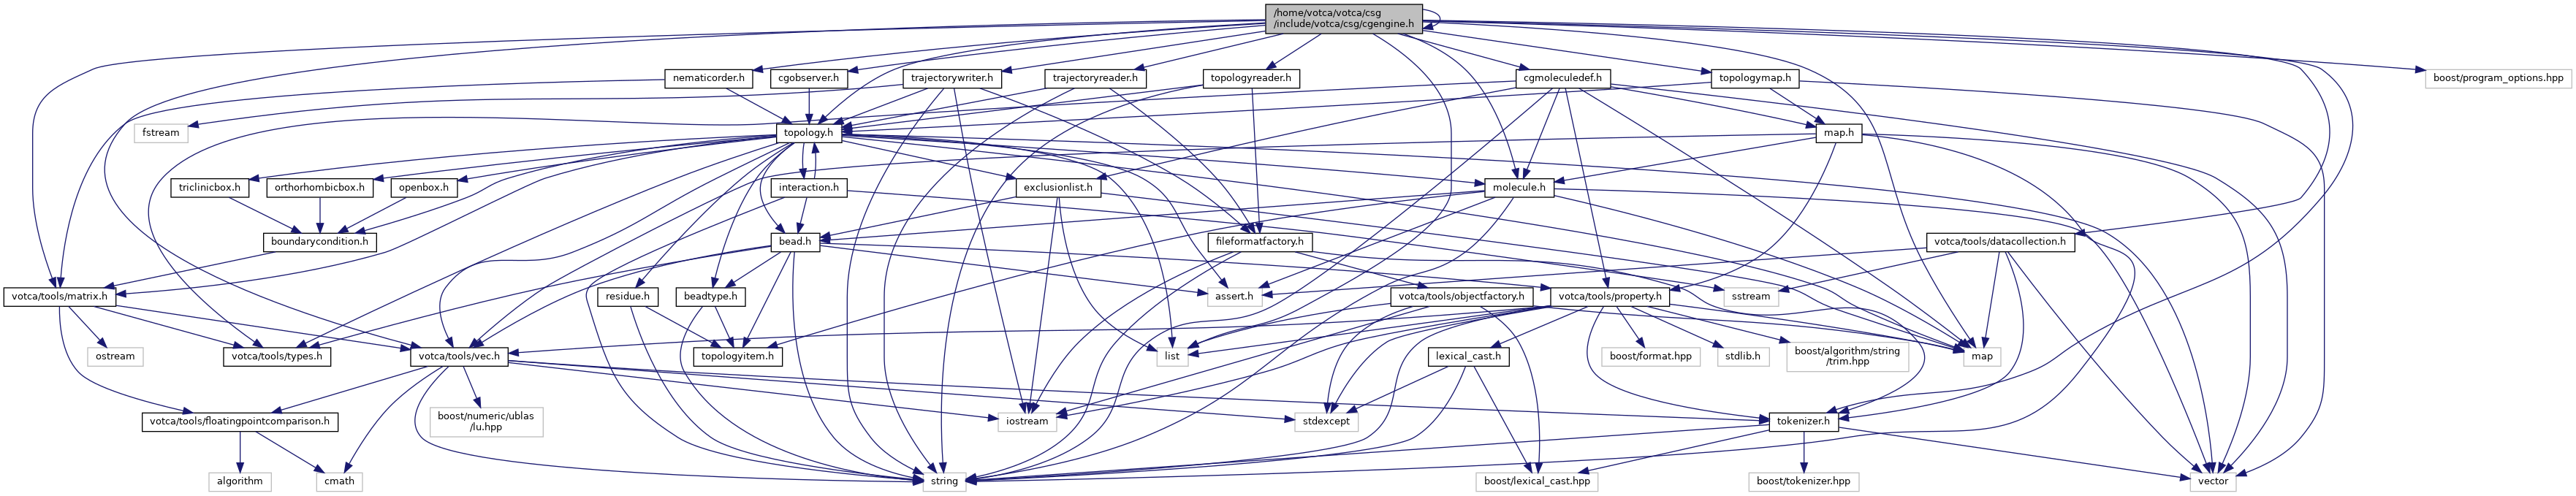 /home/votca/votca/csg
/include/votca/csg/cgengine.h
nematicorder.h
cgobserver.h
trajectorywriter.h
trajectoryreader.h
topologyreader.h
cgmoleculedef.h
topologymap.h
boost/program_options.hpp
fstream
topology.h
map.h
triclinicbox.h
orthorhombicbox.h
openbox.h
interaction.h
exclusionlist.h
molecule.h
boundarycondition.h
bead.h
fileformatfactory.h
votca/tools/datacollection.h
votca/tools/matrix.h
residue.h
beadtype.h
assert.h
votca/tools/objectfactory.h
votca/tools/property.h
sstream
ostream
votca/tools/types.h
votca/tools/vec.h
topologyitem.h
list
lexical_cast.h
boost/format.hpp
stdlib.h
boost/algorithm/string
/trim.hpp
map
votca/tools/floatingpointcomparison.h
boost/numeric/ublas
/lu.hpp
iostream
stdexcept
tokenizer.h
algorithm
cmath
string
boost/lexical_cast.hpp
boost/tokenizer.hpp
vector